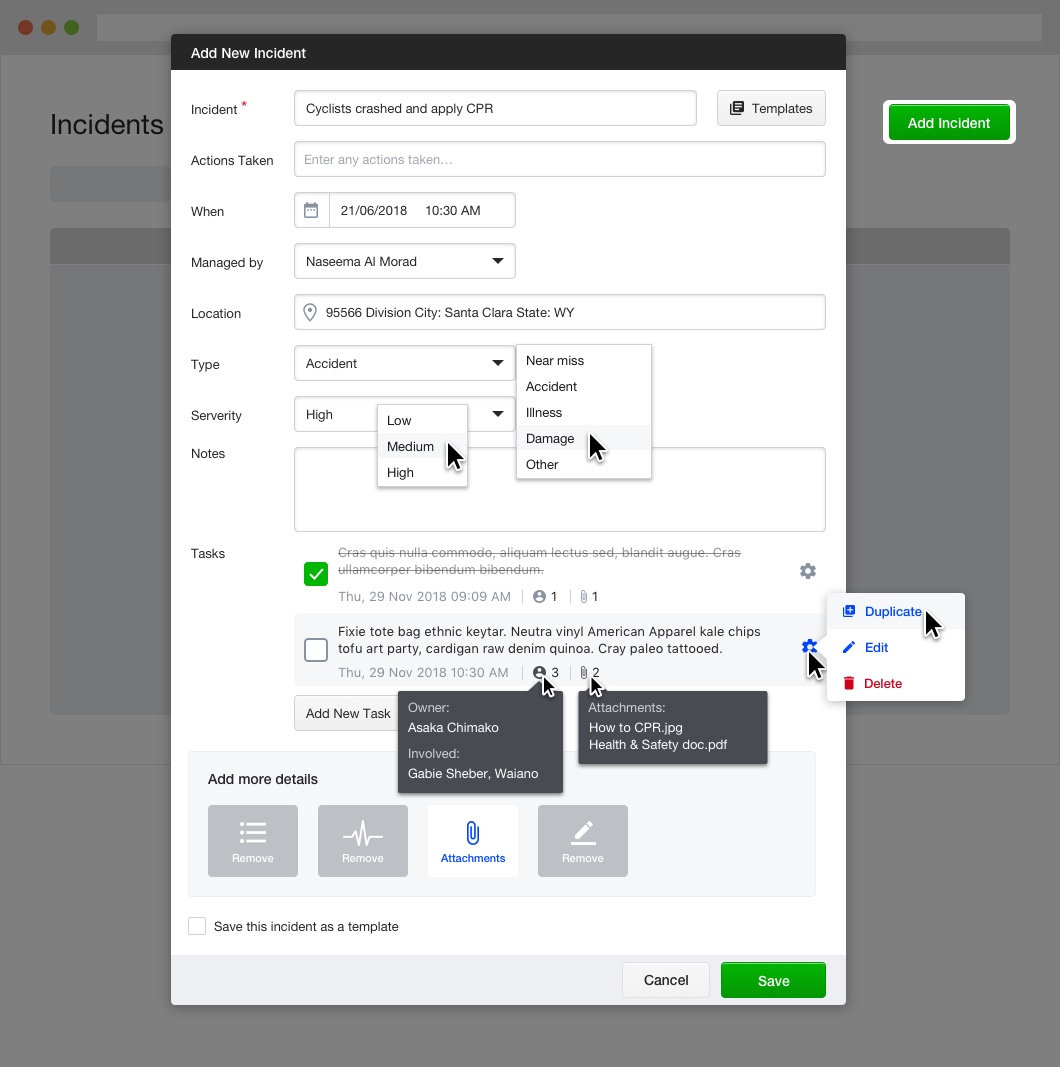 Add New Incident
Incidents
Add Incident
Incident *
Cyclists crashed and apply CPR
Templates
Actions Taken
Enter any actions taken…
When
21/06/2018 10:30 AM
Managed by
Naseema Al Morad
Location
95566 Division City: Santa Clara State: WY
Type
Accident
Near miss
Accident
Illness
Damage
Other
Serverity
High
Low
Medium
High
Notes
Tasks
Cras quis nulla commodo, aliquam lectus sed, blandit augue. Cras
ullamcorper bibendum bibendum.
Thu, 29 Nov 2018 09:09 AM 1 1
Fixie tote bag ethnic keytar. Neutra vinyl American Apparel kale chips
tofu art party, cardigan raw denim quinoa. Cray paleo tattooed.
Thu, 29 Nov 2018 10:30 AM 3 2
Duplicate
Edit
Delete
Add New Task
Owner:
Asaka Chimako
Involved:
Gabie Sheber, Waiano
Attachments:
How to CPR.jpg
Health & Safety doc.pdf
Add more details
Remove
Remove
Attachments
Remove
Save this incident as a template
Cancel
Save